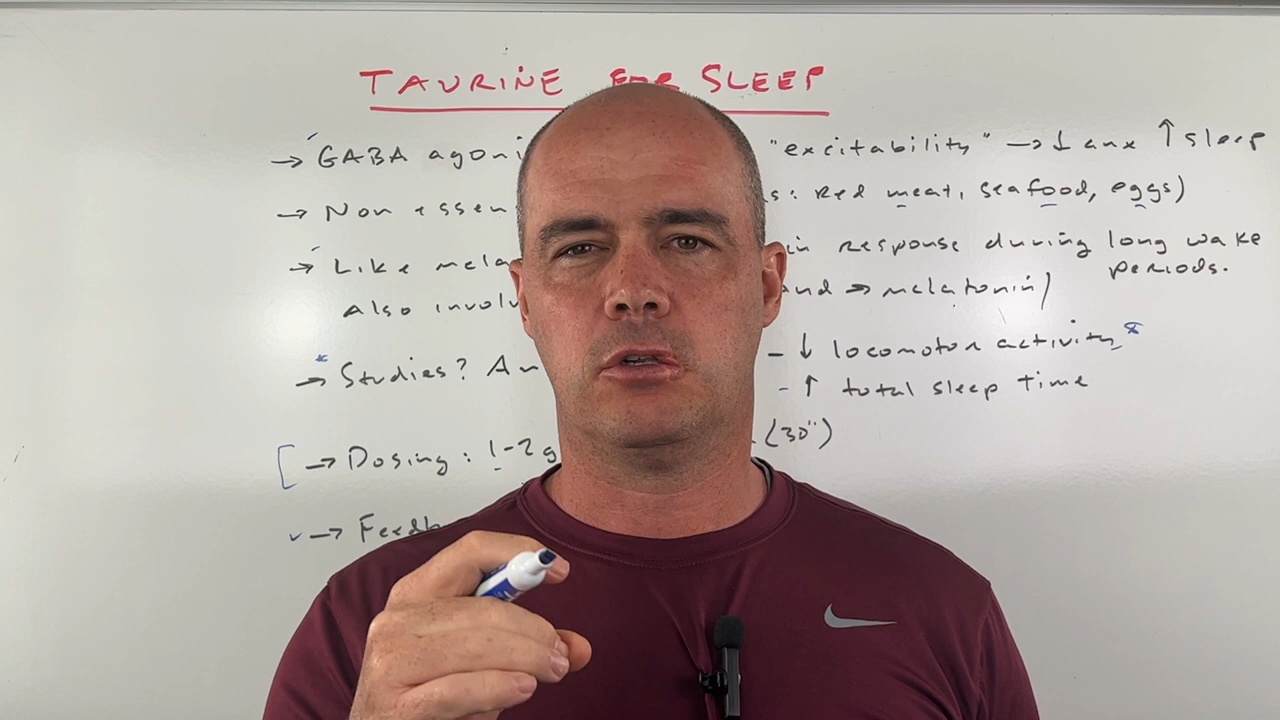 TAURINE FOR SLEEP
→ GABA agoni "excitability" → ↓ anx ↑ sleep
→ Non essen s: Red meat, seafood, eggs)
→ Like mela in response during long wake periods.
Also involv and → melatonin)
→ Studies? An - ↓ locomotor activity *
- ↑ total sleep time
[ → Dosing: 1-2 g (30")
→ Feedb